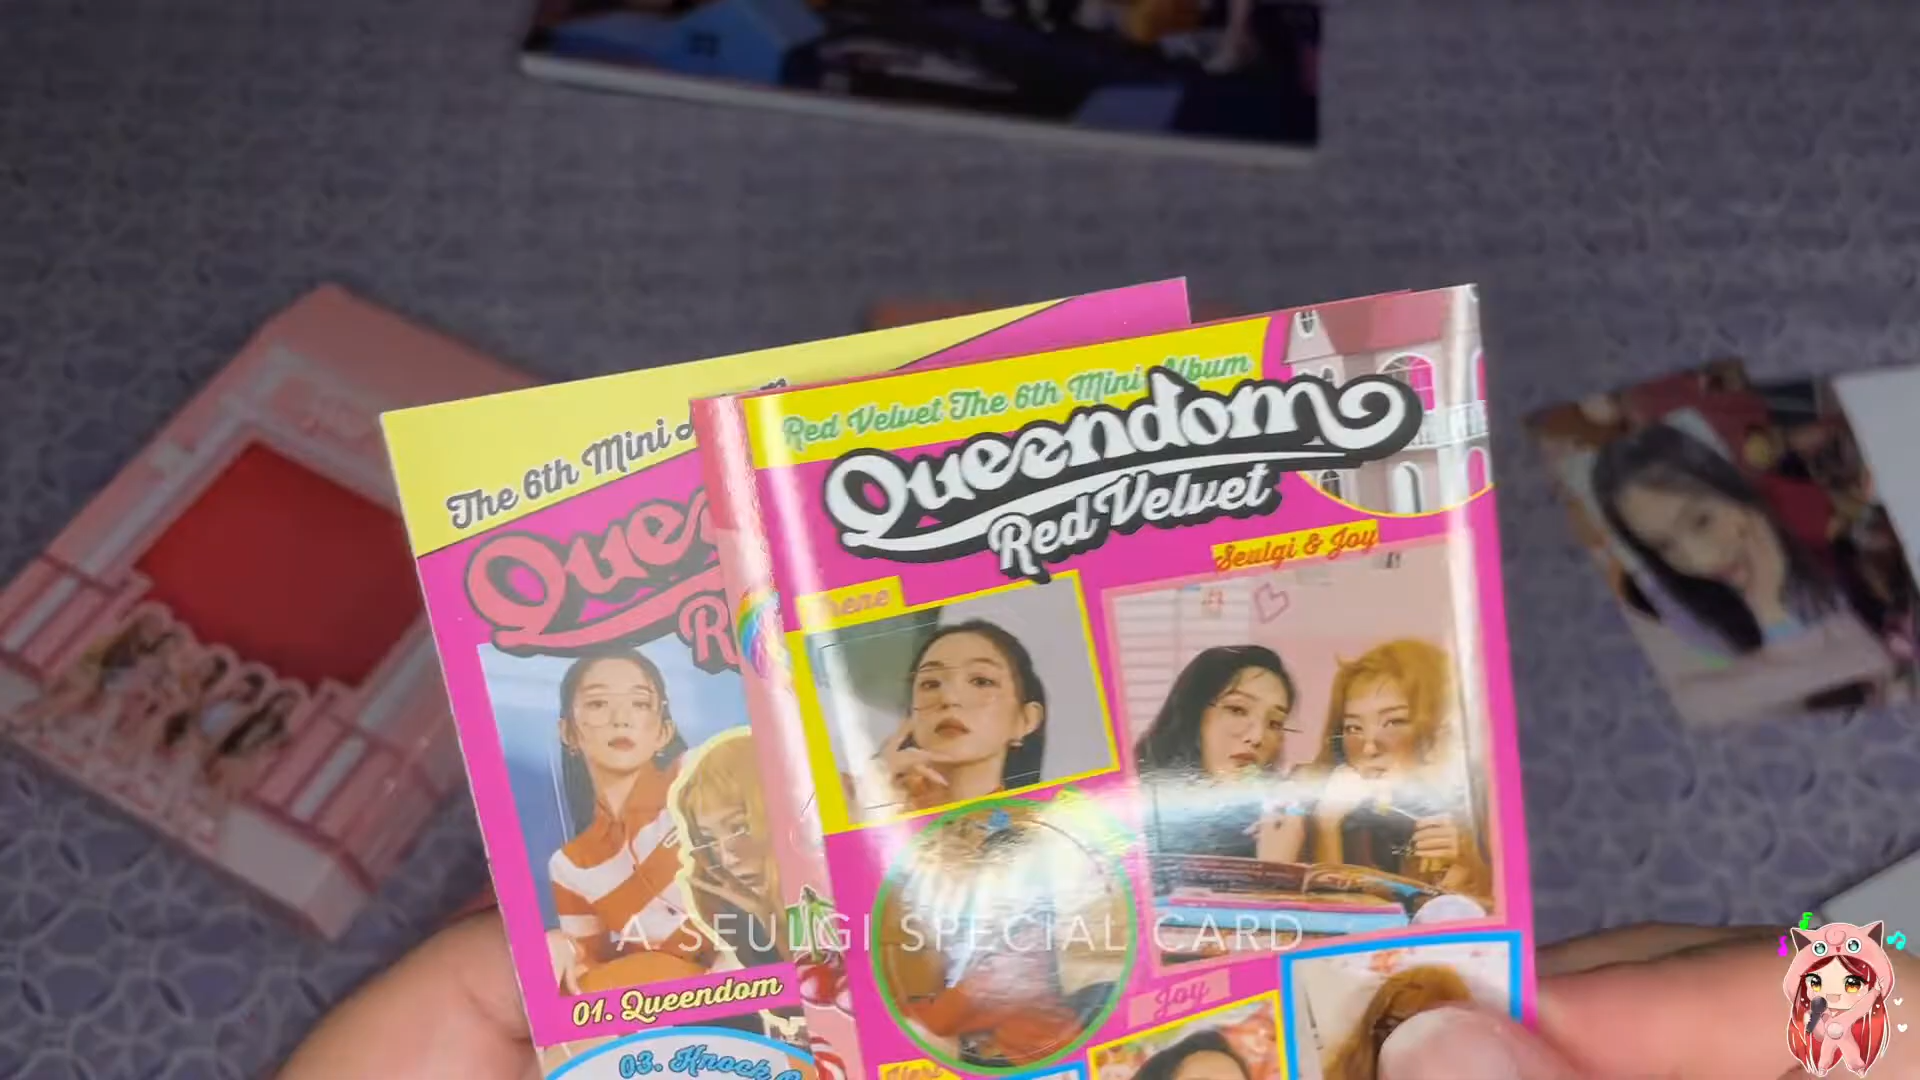 The 6th Mini
Red Velvet The 6th Mini Album
Queendom
Red Velvet
Seulgi & Joy
Irene
A SEULGI SPECIAL CARD
Joy
01. Queendom
03. Knock